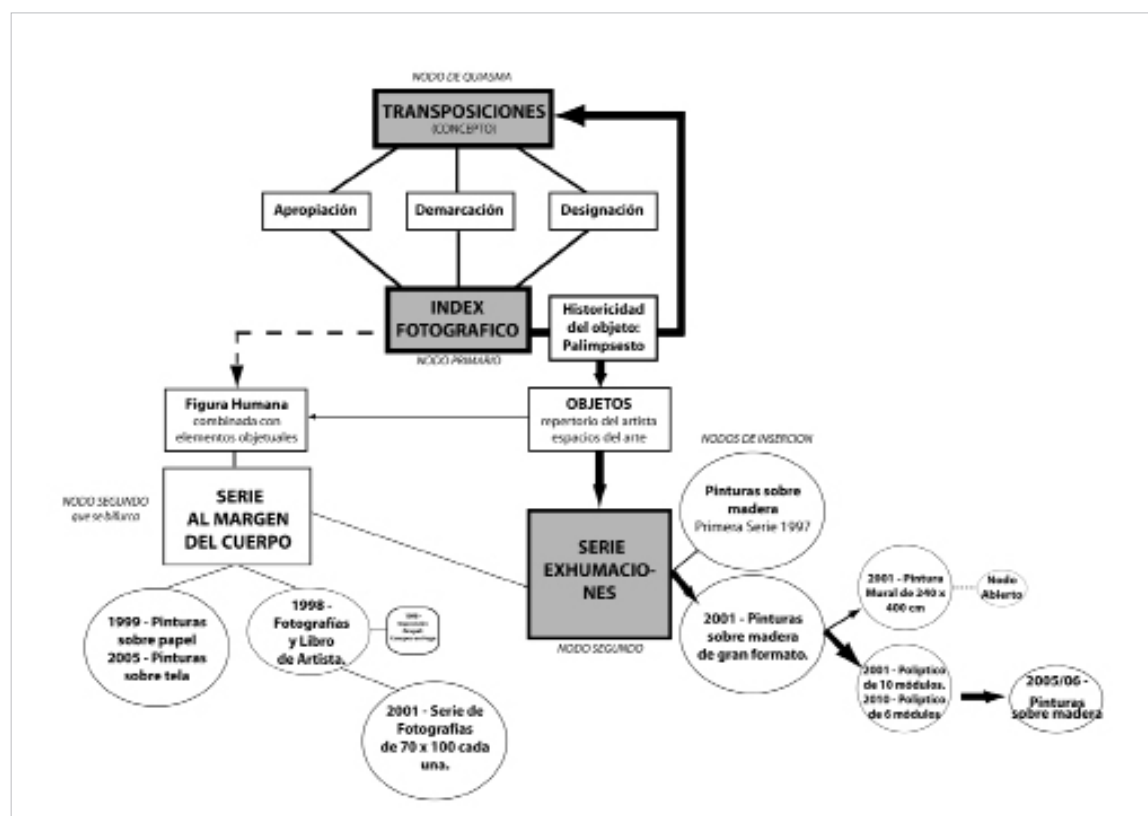 NODO DE QUIASMA
TRANSPOSICIONES
(CONCEPTO)
Apropiación
Demarcación
Designación
INDEX
FOTOGRAFICO
NODO PRIMARIO
Historicidad
del objeto:
Palimpsesto
Figura Humana
combinada con
elementos objetuales
OBJETOS
repertorio del artista
espacios del arte
NODOS DE INSERCION
NODO SEGUNDO
que se bifurca
SERIE
AL MARGEN
DEL CUERPO
Pinturas sobre
madera
Primera Serie 1997
SERIE
EXHUMACIO-
NES
NODO SEGUNDO
1999 - Pinturas
sobre papel
2005 - Pinturas
sobre tela
1998 -
Fotografías
y Libro
de Artista.
2001 - Serie de
Fotografías
de 70 x 100 cada
una.
2001 - Pinturas
sobre madera
de gran formato.
2001 - Pintura
Mural de 240 x
400 cm
Nodo
Abierto
2001 - Políptico
de 10 módulos.
2010 - Políptico
de 6 módulos
2005/06 -
Pinturas
sobre madera